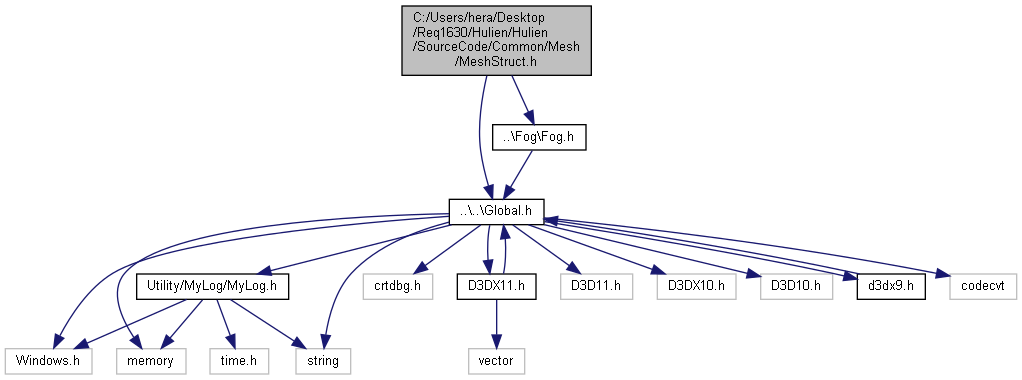 C:/Users/hera/Desktop
/Req1630/Hulien/Hulien
/SourceCode/Common/Mesh
/MeshStruct.h
..\Fog\Fog.h
..\..\Global.h
Utility/MyLog/MyLog.h
crtdbg.h
D3DX11.h
D3D11.h
D3DX10.h
D3D10.h
d3dx9.h
codecvt
Windows.h
memory
time.h
string
vector